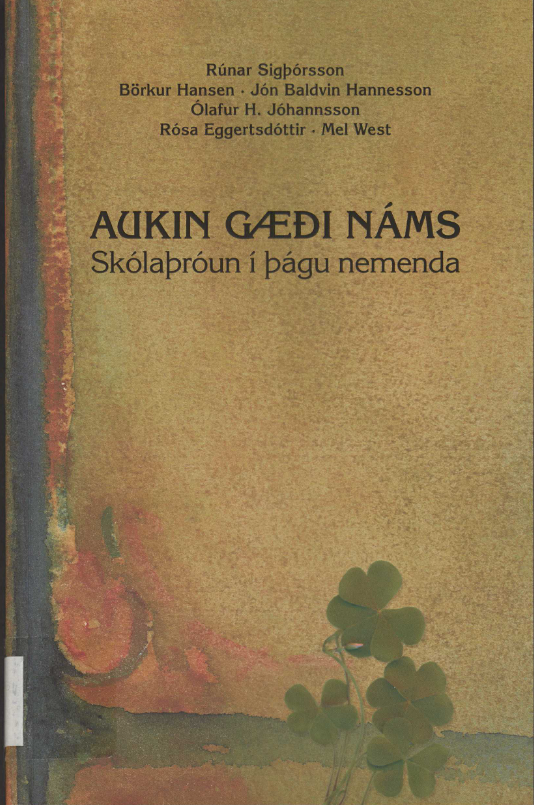 Rúnar Sigþórsson
Börkur Hansen · Jón Baldvin Hannesson
Ólafur H. Jóhannsson
Rósa Eggertsdóttir · Mel West
AUKIN GÆÐI NÁMS
Skólaþróun í þágu nemenda